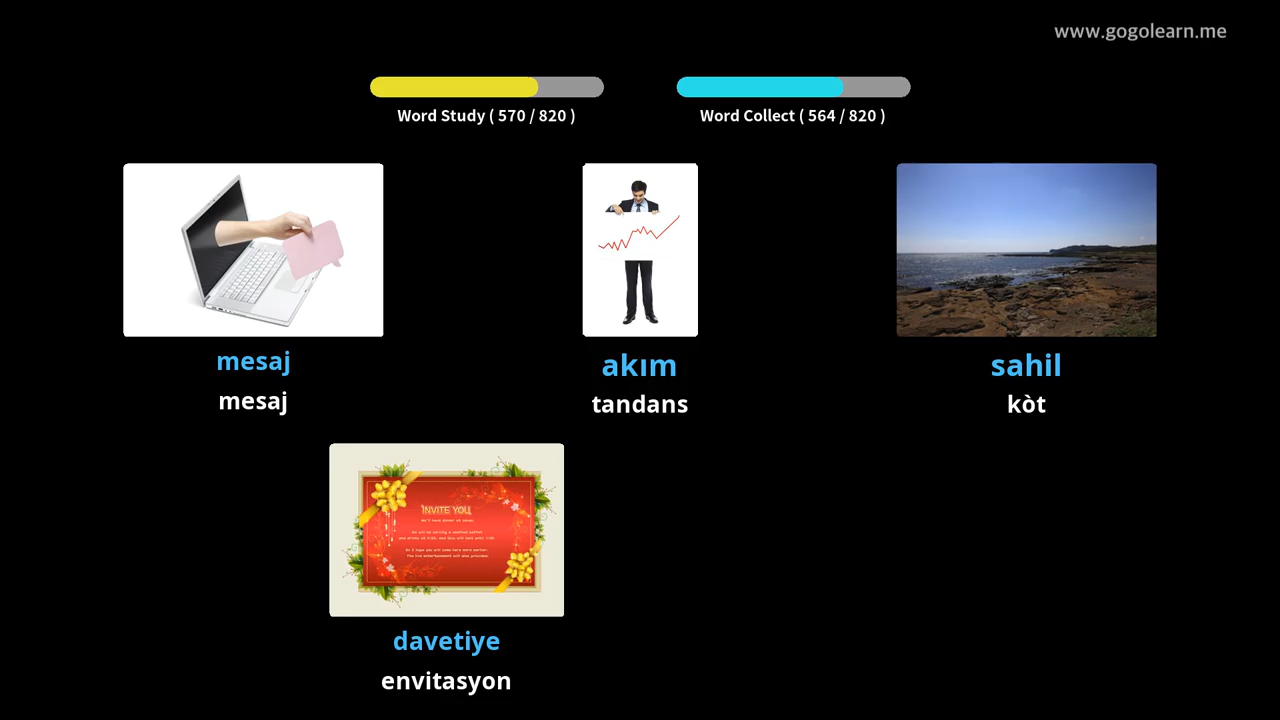 www.gogolearn.me
Word Study ( 570 / 820 )
Word Collect ( 564 / 820 )
mesaj
mesaj
akım
tandans
sahil
kòt
INVITE YOU
davetiye
envitasyon